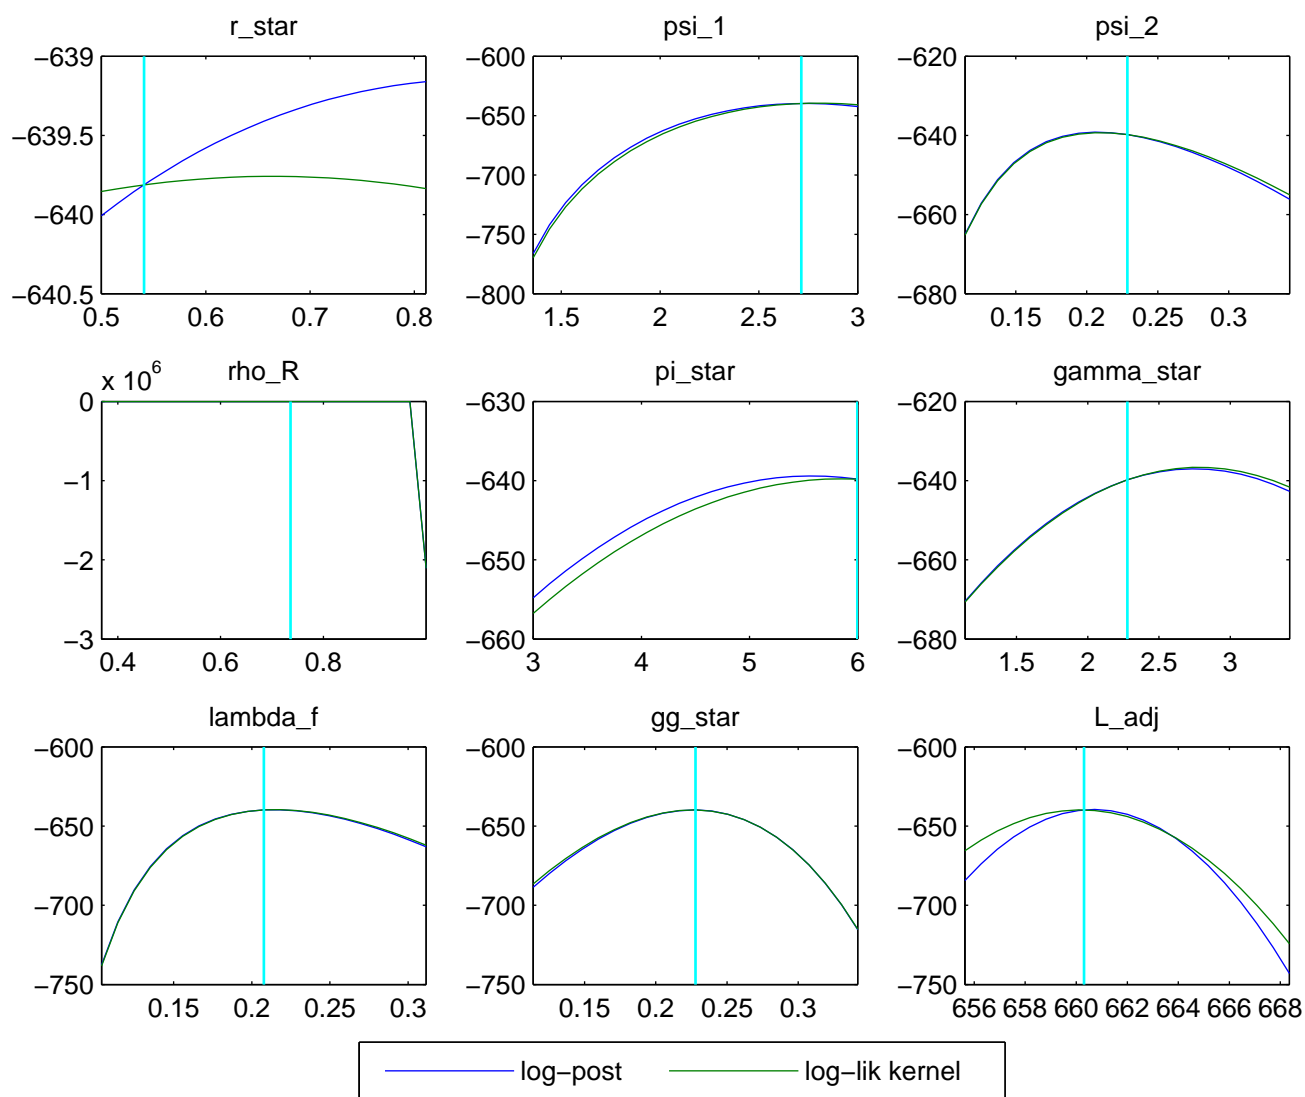 r_star
−639
−639.5
−640
−640.5
0.5 0.6 0.7 0.8
psi_1
−600
−650
−700
−750
−800
1.5 2 2.5 3
psi_2
−620
−640
−660
−680
0.15 0.2 0.25 0.3
rho_R
x 10^6
0
−1
−2
−3
0.4 0.6 0.8
pi_star
−630
−640
−650
−660
3 4 5 6
gamma_star
−620
−640
−660
−680
1.5 2 2.5 3
lambda_f
−600
−650
−700
−750
0.15 0.2 0.25 0.3
gg_star
−600
−650
−700
−750
0.15 0.2 0.25 0.3
L_adj
−600
−650
−700
−750
656 658 660 662 664 666 668
log−post log−lik kernel